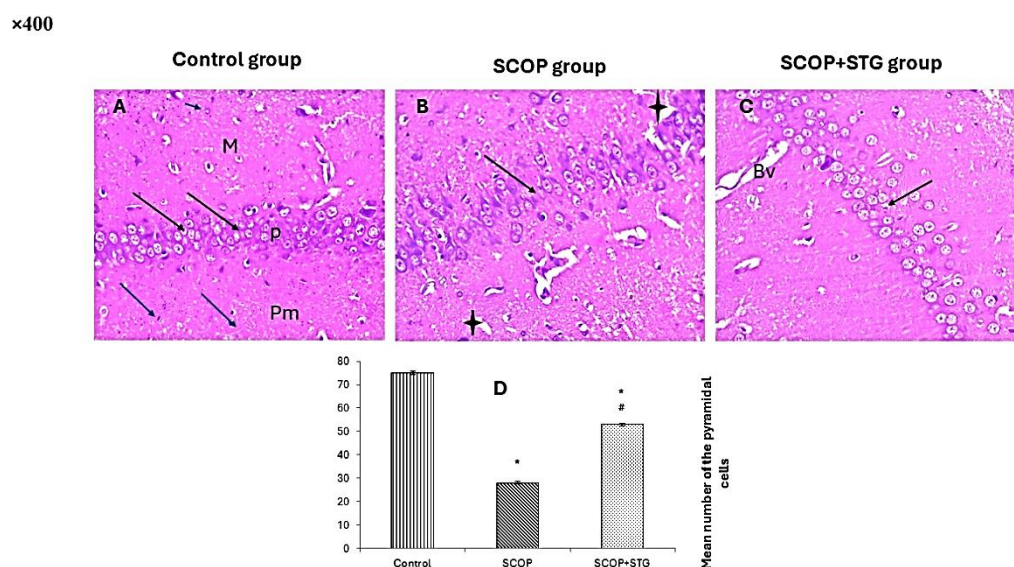 ×400
Control group
SCOP group
SCOP+STG group
A
M
p
Pm
B
C
Bv
D
80
70
60
50
40
30
20
10
0
*
*
#
Control
SCOP
SCOP+STG
Mean number of the pyramidal
cells